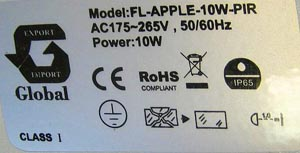 Model:FL-APPLE-10W-PIR
AC175~265V , 50/60Hz
Power:10W
EXPORT
IMPORT
Global
CE
RoHS
COMPLIANT
IP65
CLASS I